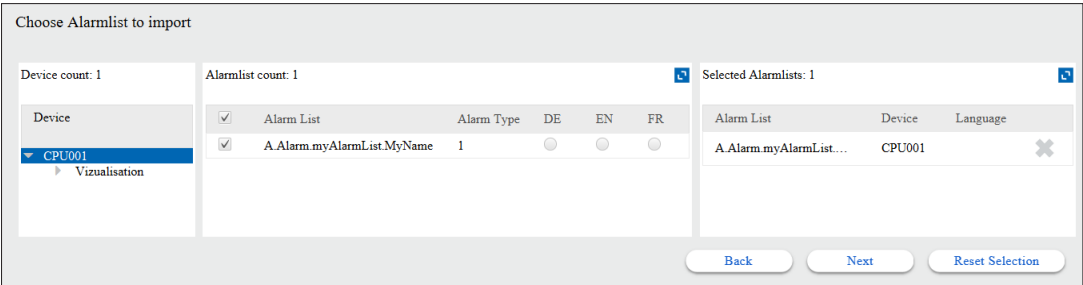 Choose Alarmlist to import
Device count: 1
Device
CPU001
Vizualisation
Alarmlist count: 1
Alarm List Alarm Type DE EN FR
A.Alarm.myAlarmList.MyName 1
Selected Alarmlists: 1
Alarm List Device Language
A.Alarm.myAlarmList.... CPU001
Back Next Reset Selection